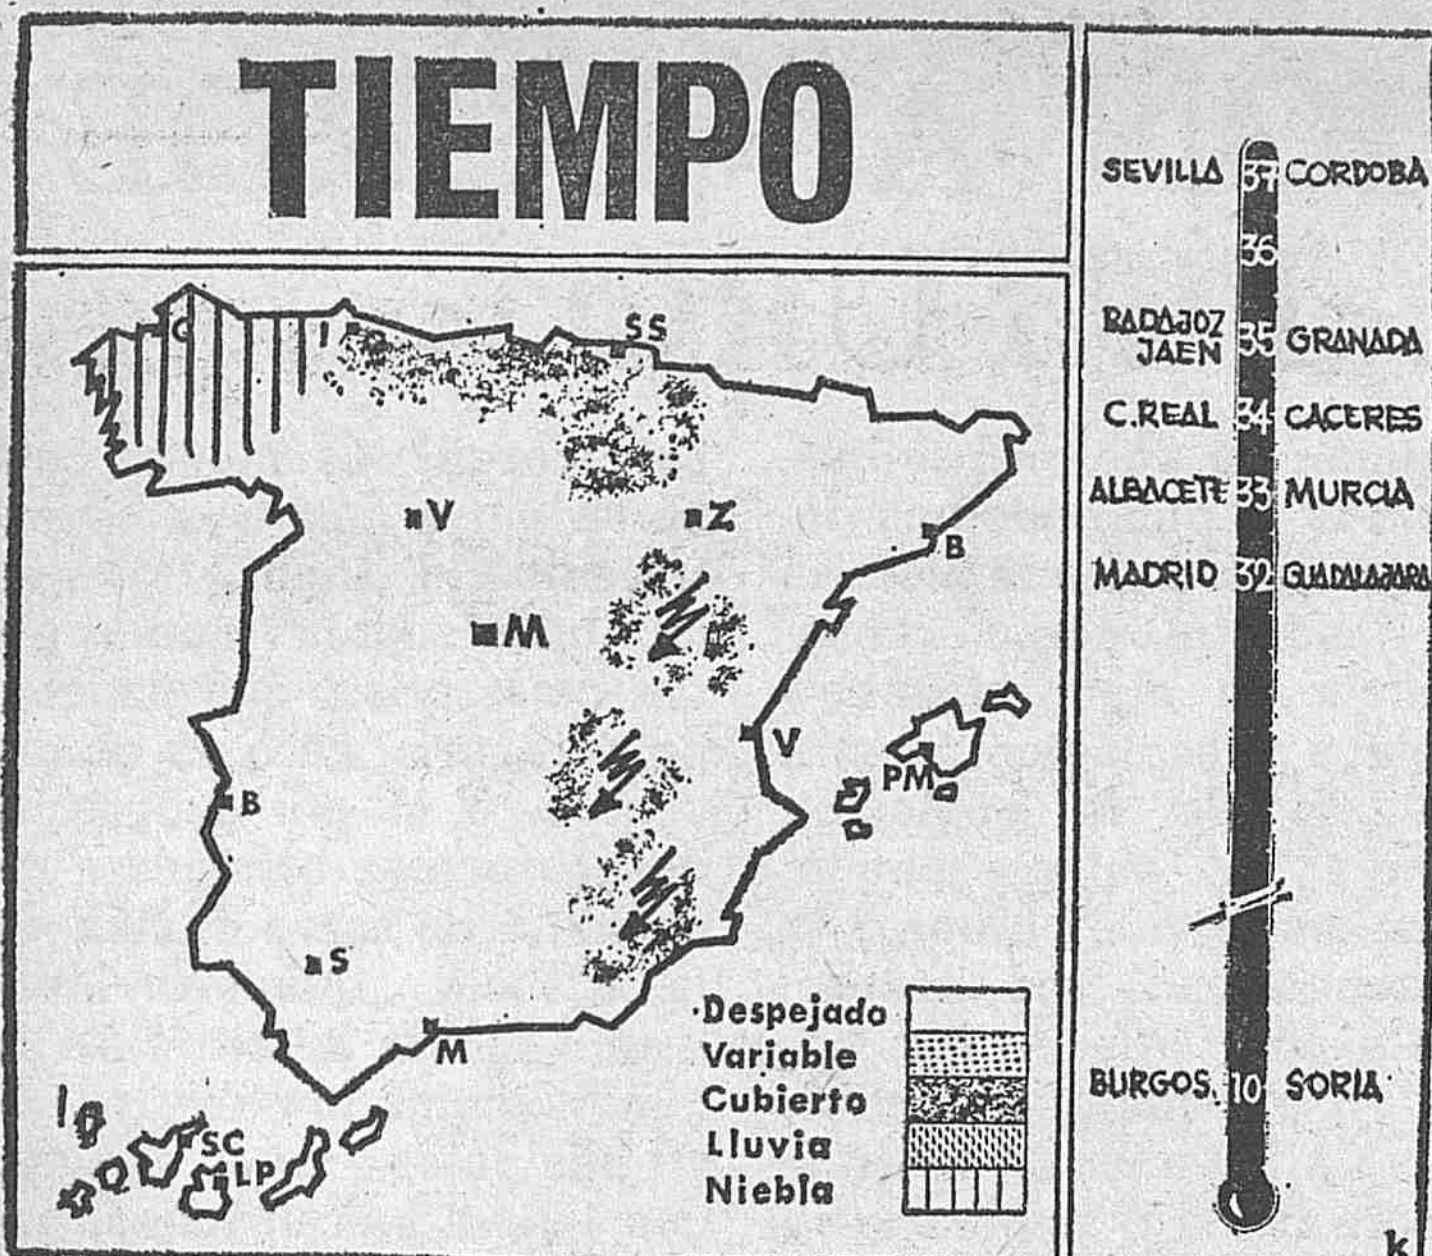 TIEMPO
C
SS
V
Z
B
M
V
PM
B
S
M
SC
LP
Despejado
Variable
Cubierto
Lluvia
Niebla
SEVILLA 37 CORDOBA
36
BADAJOZ
JAEN 35 GRANADA
C.REAL 34 CACERES
ALBACETE 33 MURCIA
MADRID 32 GUADALAJARA
BURGOS. 10 SORIA
k